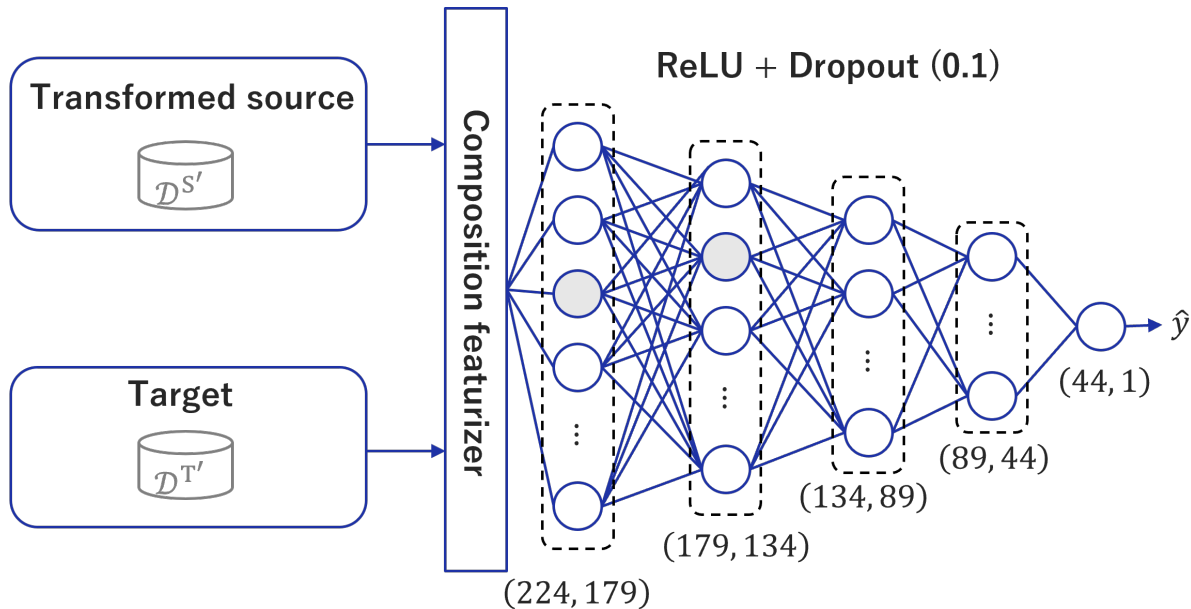 Transformed source
𝒟^S′
Target
𝒟^T′
Composition featurizer
ReLU + Dropout (0.1)
⋮
⋮
⋮
⋮
(224, 179)
(179, 134)
(134, 89)
(89, 44)
(44, 1)
ŷ